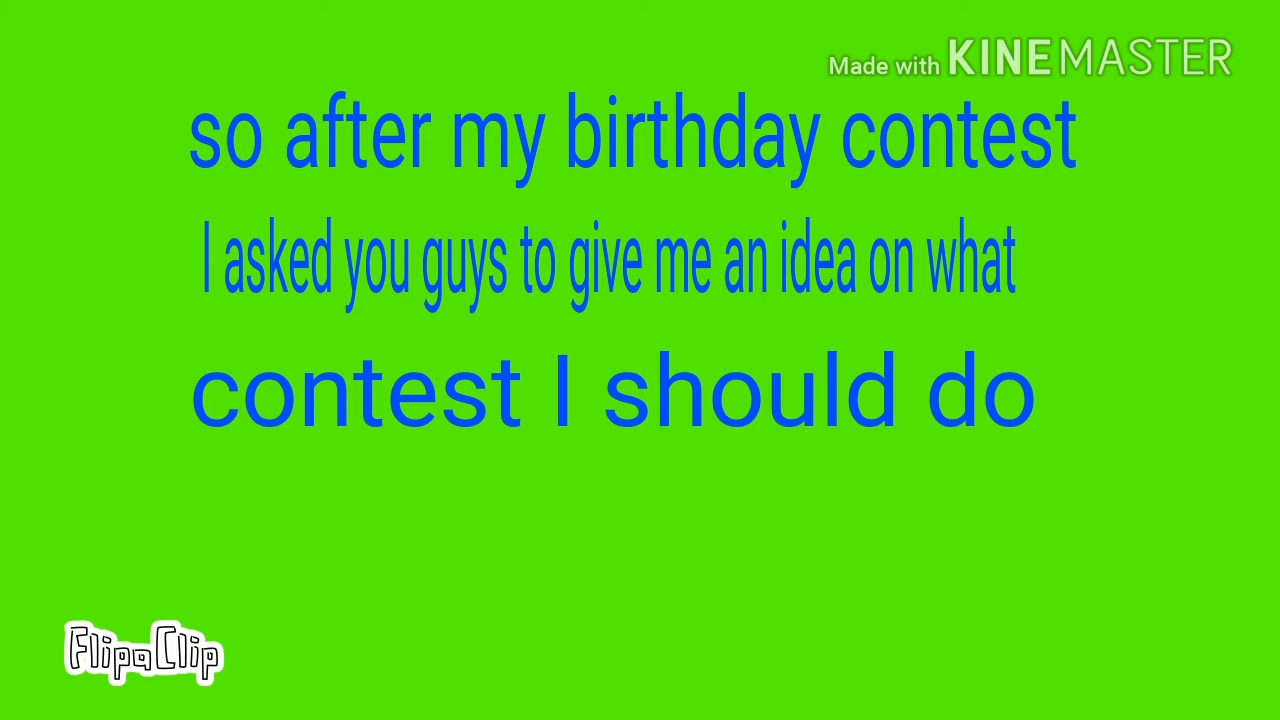 Made with KINEMASTER
so after my birthday contest
I asked you guys to give me an idea on what
contest I should do
FlipaClip